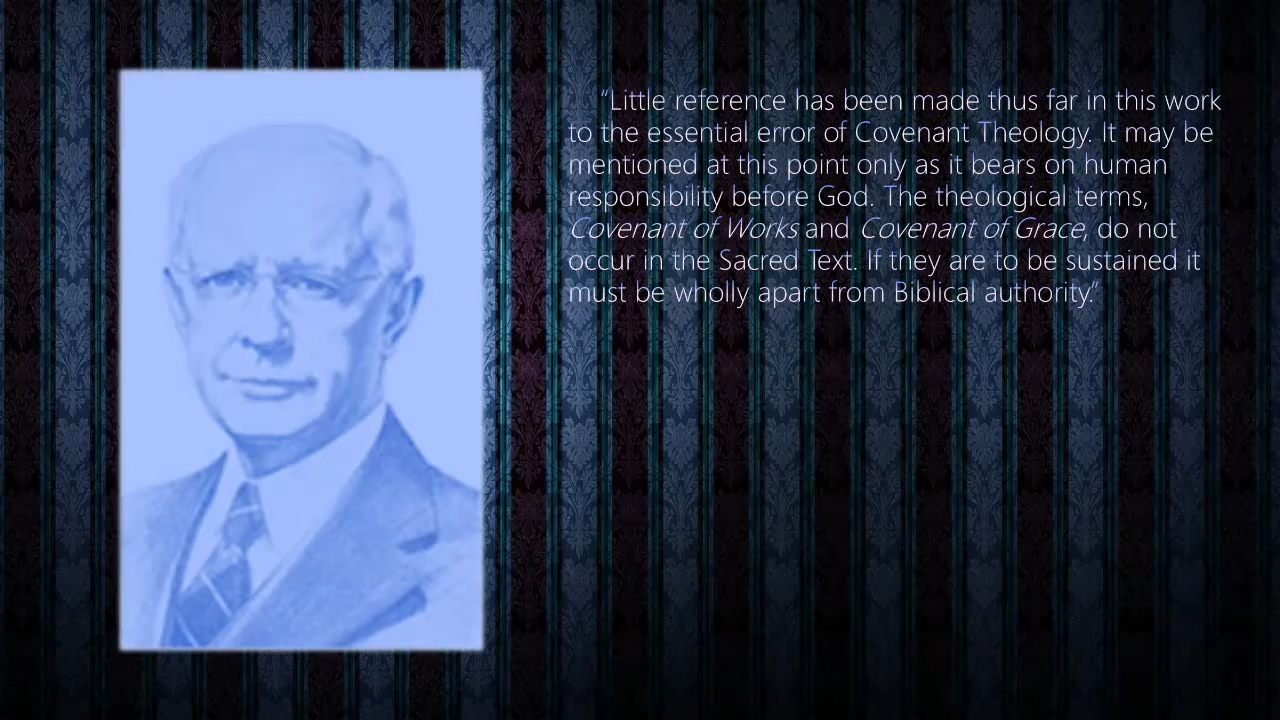 “Little reference has been made thus far in this work
to the essential error of Covenant Theology. It may be
mentioned at this point only as it bears on human
responsibility before God. The theological terms,
Covenant of Works and Covenant of Grace, do not
occur in the Sacred Text. If they are to be sustained it
must be wholly apart from Biblical authority.”